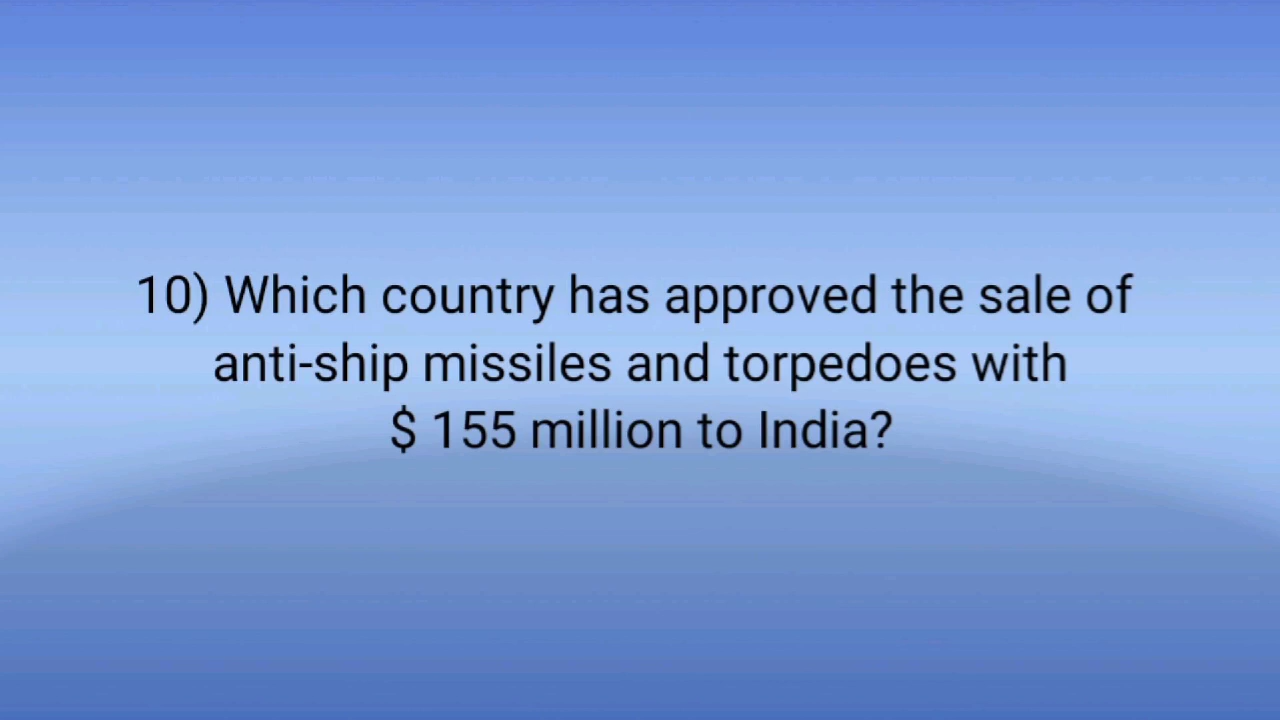 10) Which country has approved the sale of
anti-ship missiles and torpedoes with
$ 155 million to India?